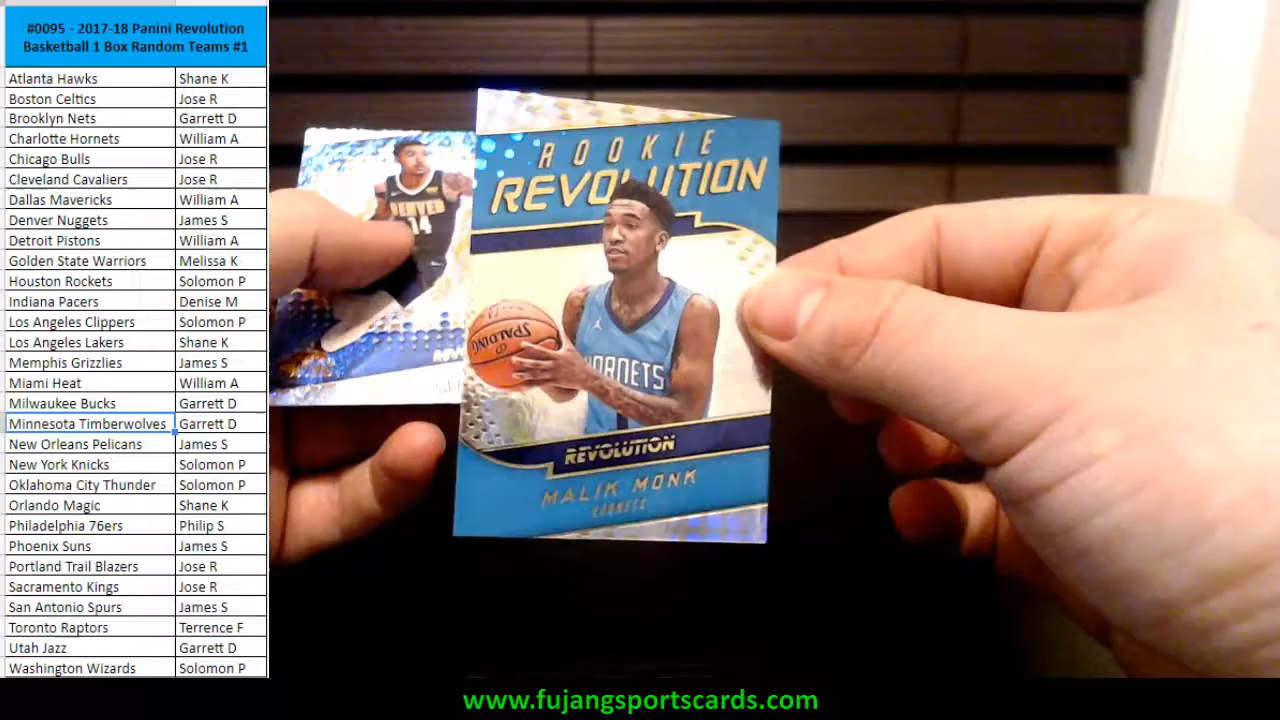 #0095 - 2017-18 Panini Revolution
Basketball 1 Box Random Teams #1
Atlanta Hawks Shane K
Boston Celtics Jose R
Brooklyn Nets Garrett D
Charlotte Hornets William A
Chicago Bulls Jose R
Cleveland Cavaliers Jose R
Dallas Mavericks William A
Denver Nuggets James S
Detroit Pistons William A
Golden State Warriors Melissa K
Houston Rockets Solomon P
Indiana Pacers Denise M
Los Angeles Clippers Solomon P
Los Angeles Lakers Shane K
Memphis Grizzlies James S
Miami Heat William A
Milwaukee Bucks Garrett D
Minnesota Timberwolves Garrett D
New Orleans Pelicans James S
New York Knicks Solomon P
Oklahoma City Thunder Solomon P
Orlando Magic Shane K
Philadelphia 76ers Philip S
Phoenix Suns James S
Portland Trail Blazers Jose R
Sacramento Kings Jose R
San Antonio Spurs James S
Toronto Raptors Terrence F
Utah Jazz Garrett D
Washington Wizards Solomon P
DENVER
14
ROOKIE
REVOLUTION
SPALDING
HORNETS
REVOLUTION
MALIK MONK
HORNETS
www.fujangsportscards.com